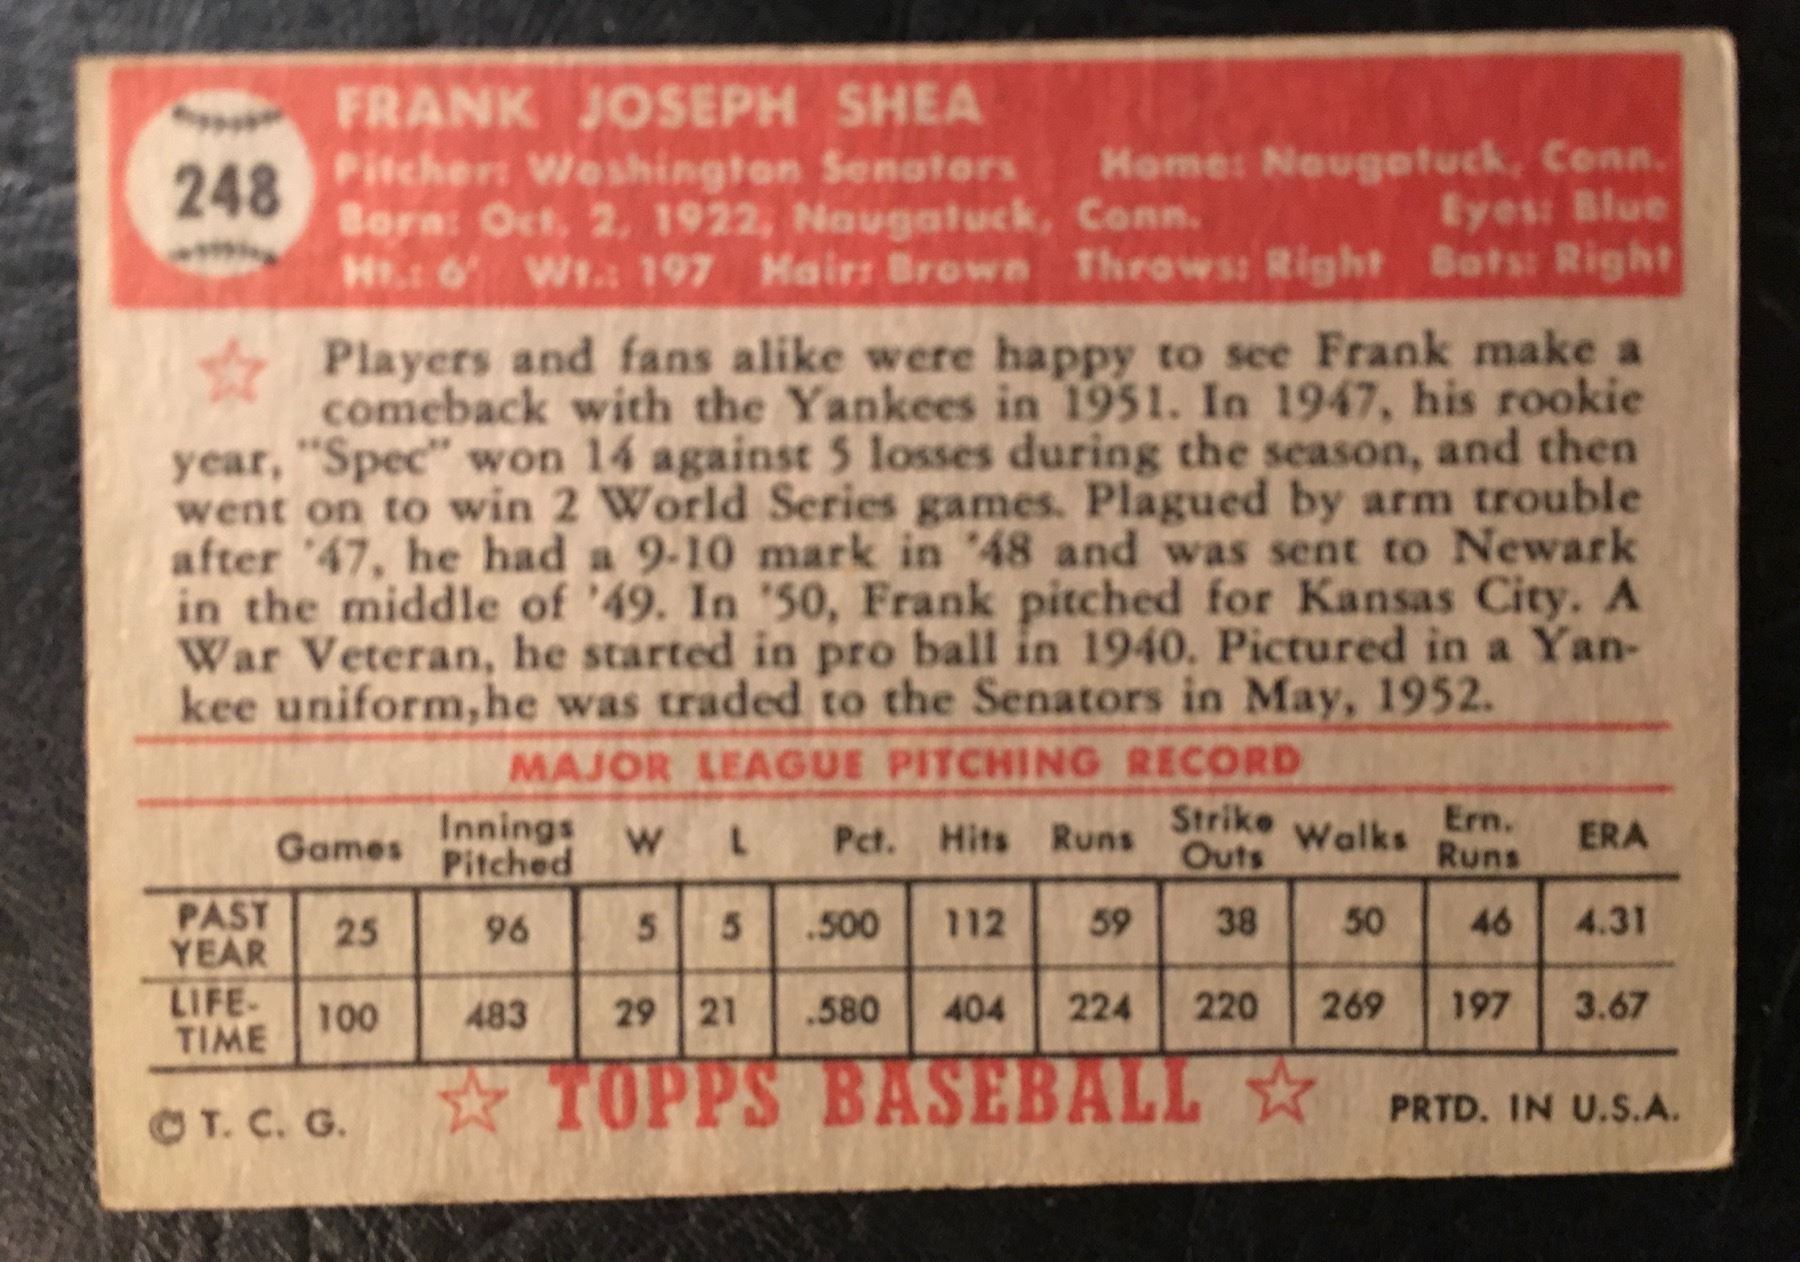 248
FRANK JOSEPH SHEA
Pitcher: Washington Senators Home: Naugatuck, Conn.
Born: Oct. 2, 1922, Naugatuck, Conn. Eyes: Blue
Ht.: 6' Wt.: 197 Hair: Brown Throws: Right Bats: Right
Players and fans alike were happy to see Frank make a
comeback with the Yankees in 1951. In 1947, his rookie
year, "Spec" won 14 against 5 losses during the season, and then
went on to win 2 World Series games. Plagued by arm trouble
after '47, he had a 9-10 mark in '48 and was sent to Newark
in the middle of '49. In '50, Frank pitched for Kansas City. A
War Veteran, he started in pro ball in 1940. Pictured in a Yan-
kee uniform,he was traded to the Senators in May, 1952.
MAJOR LEAGUE PITCHING RECORD
Games Innings Pitched W L Pct. Hits Runs Strike Outs Walks Ern. Runs ERA
PAST YEAR 25 96 5 5 .500 112 59 38 50 46 4.31
LIFE-TIME 100 483 29 21 .580 404 224 220 269 197 3.67
© T. C. G. TOPPS BASEBALL PRTD. IN U.S.A.